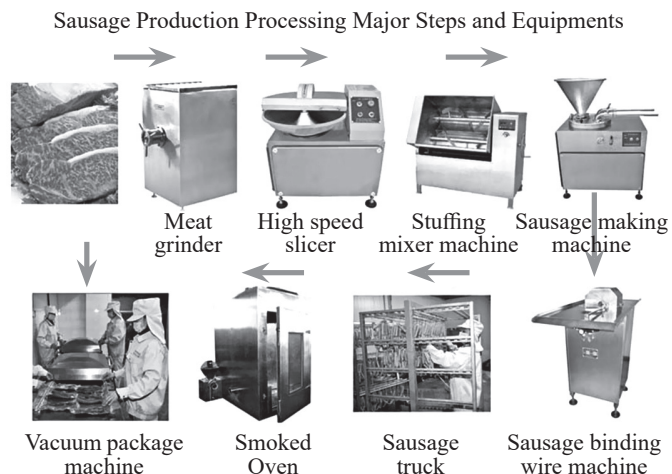 Sausage Production Processing Major Steps and Equipments
Meat
grinder
High speed
slicer
Stuffing
mixer machine
Sausage making
machine
Vacuum package
machine
Smoked
Oven
Sausage
truck
Sausage binding
wire machine